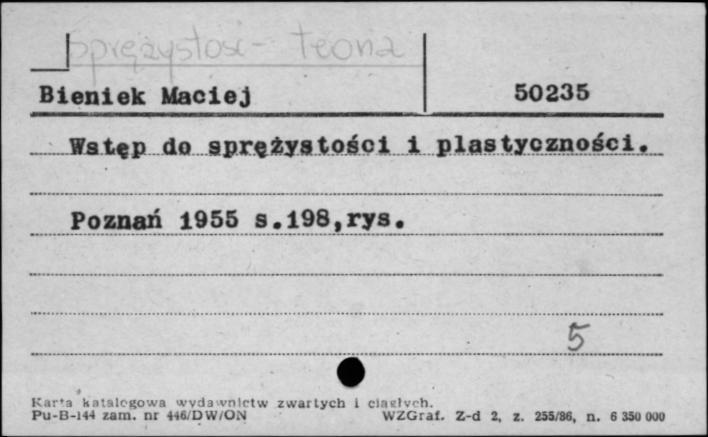 Sprężystość - teoria
Bieniek Maciej 50235
Wstęp do sprężystości i plastyczności.
Poznań 1955 s.198,rys.
5
Karta katalogowa wydawnictw zwartych i ciągłych.
Pu-B-144 zam. nr 446/DW/ON WZGraf. Z-d 2, z. 255/86, n. 6 350 000